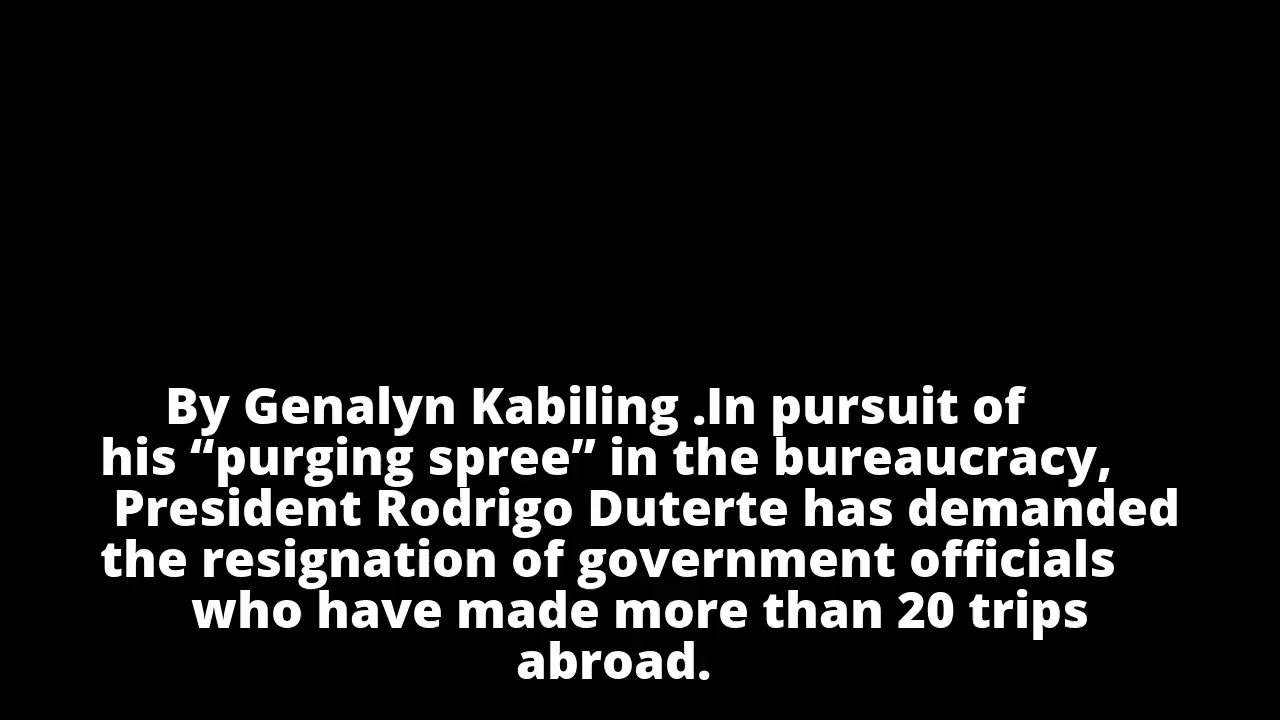 By Genalyn Kabiling .In pursuit of
his “purging spree” in the bureaucracy,
President Rodrigo Duterte has demanded
the resignation of government officials
who have made more than 20 trips
abroad.